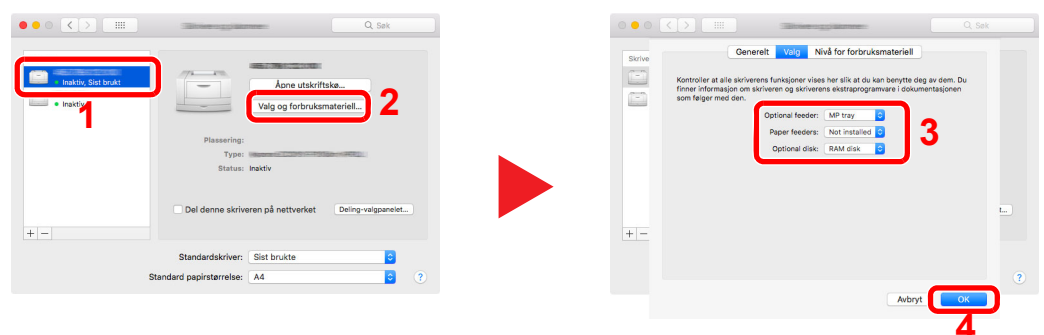 Søk
Inaktiv, Sist brukt
Inaktiv
1
Åpne utskriftskø...
Valg og forbruksmateriell...
2
Plassering:
Type:
Status: Inaktiv
Del denne skriveren på nettverket
Deling-valgpanelet...
+ −
Standardskriver: Sist brukte
Standard papirstørrelse: A4
?
Søk
Skrive
Generelt Valg Nivå for forbruksmateriell
Kontroller at alle skriverens funksjoner vises her slik at du kan benytte deg av dem. Du
finner informasjon om skriveren og skriverens ekstraprogramvare i dokumentasjonen
som følger med den.
Optional feeder: MP tray
Paper feeders: Not installed
Optional disk: RAM disk
3
+ −
?
Avbryt OK
4